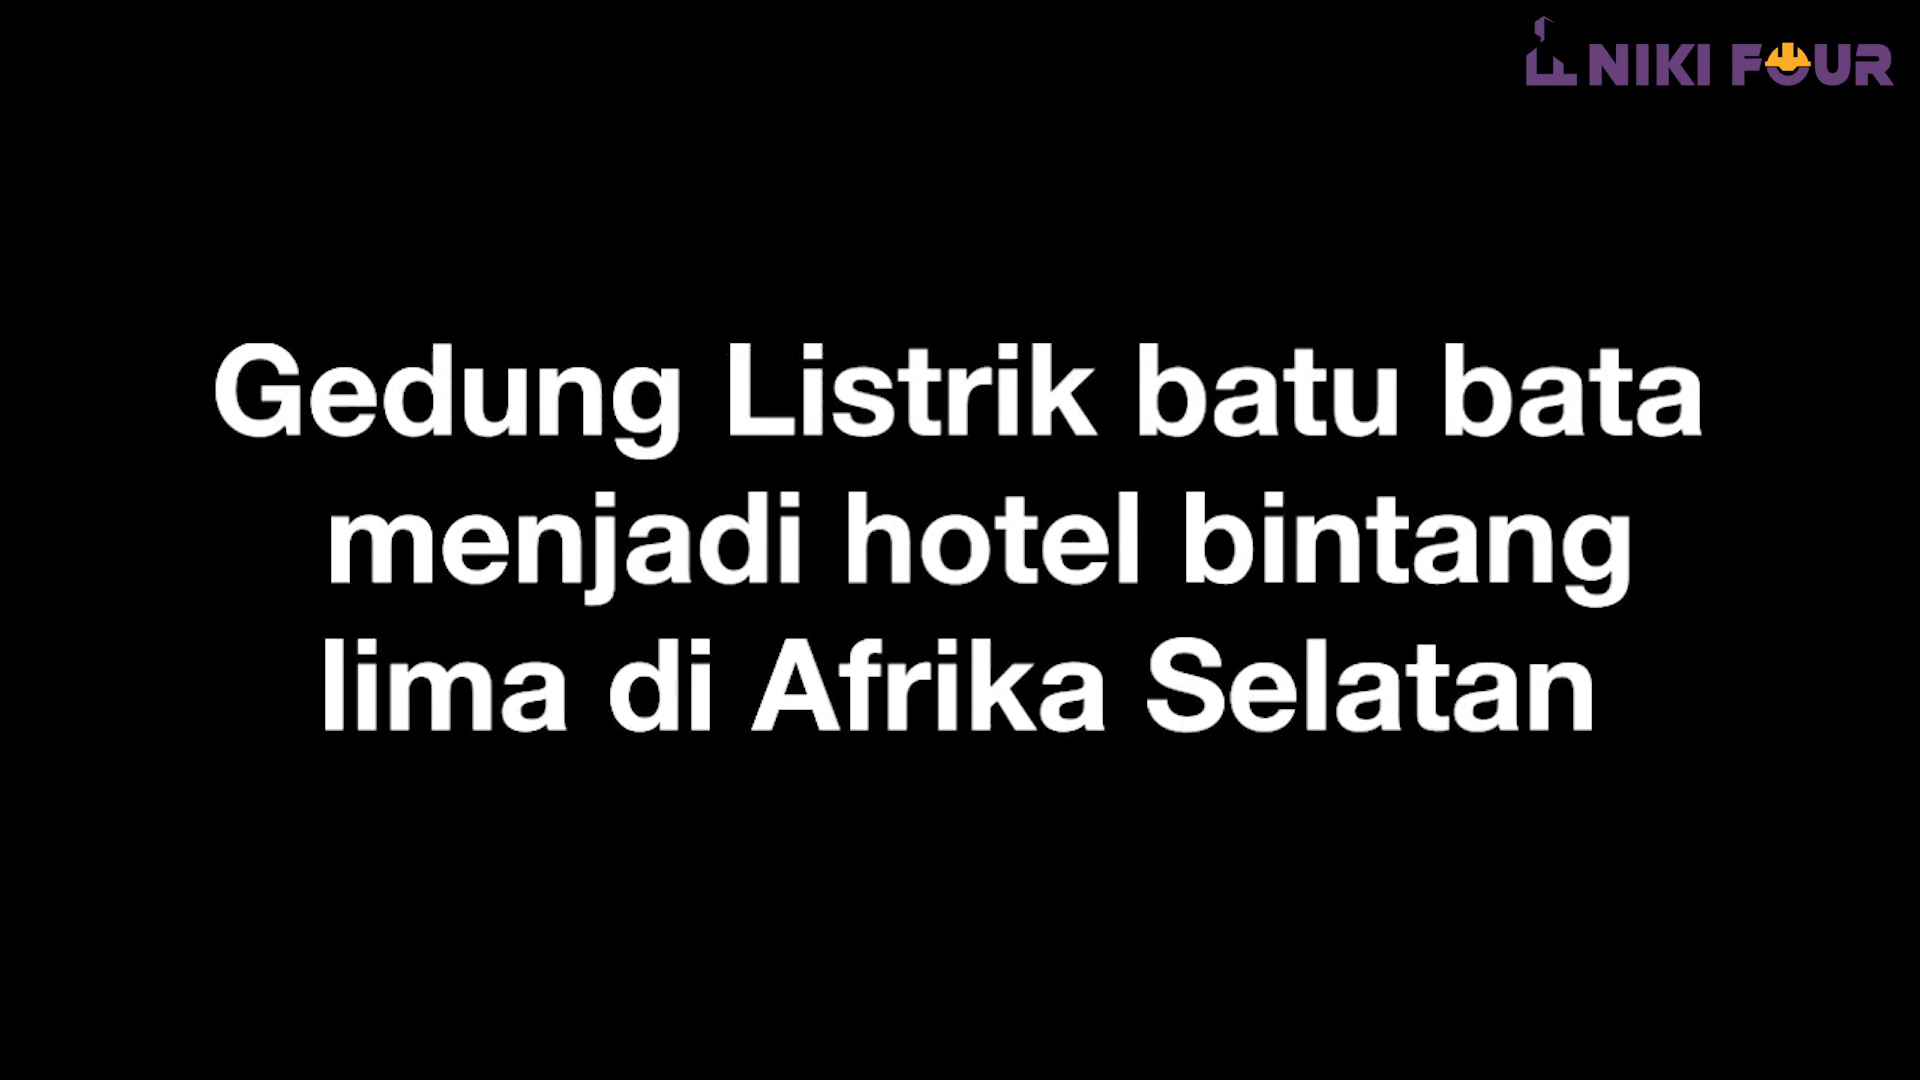 NIKI FOUR
Gedung Listrik batu bata
menjadi hotel bintang
lima di Afrika Selatan